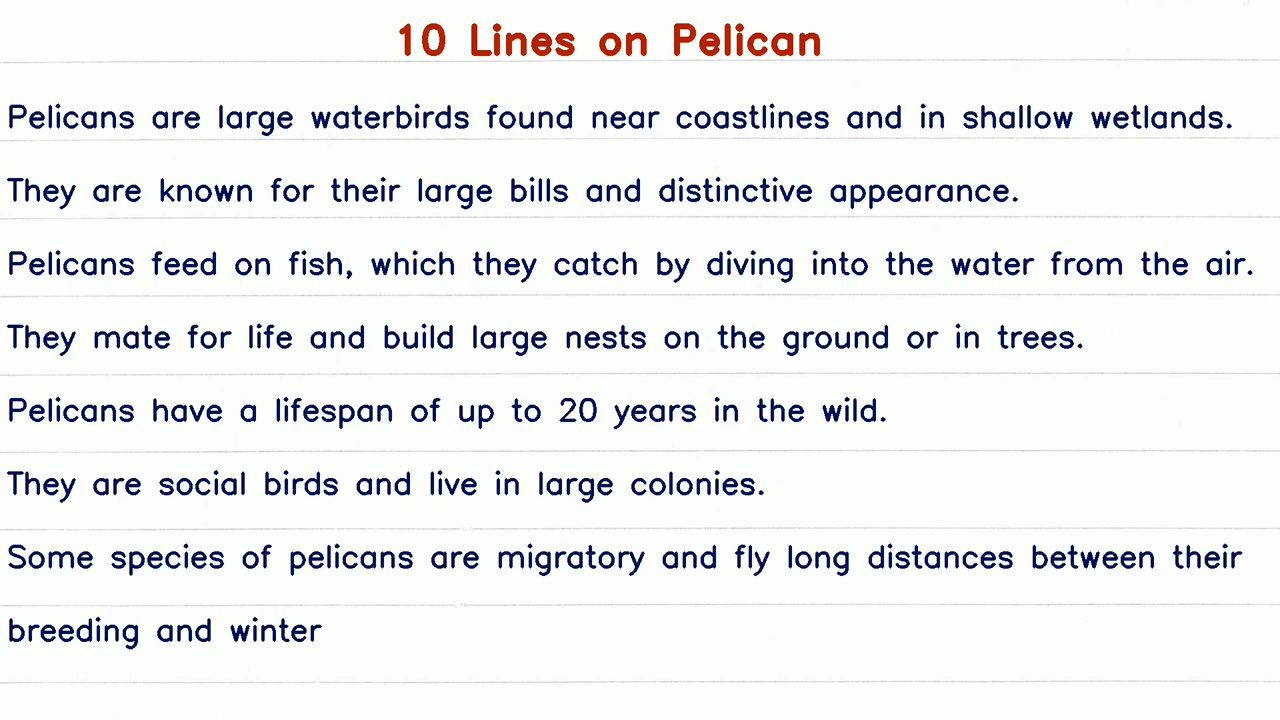 10 Lines on Pelican
Pelicans are large waterbirds found near coastlines and in shallow wetlands.
They are known for their large bills and distinctive appearance.
Pelicans feed on fish, which they catch by diving into the water from the air.
They mate for life and build large nests on the ground or in trees.
Pelicans have a lifespan of up to 20 years in the wild.
They are social birds and live in large colonies.
Some species of pelicans are migratory and fly long distances between their
breeding and winter